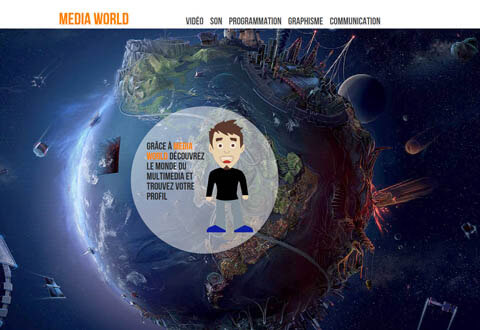 MEDIA WORLD
VIDÉO SON PROGRAMMATION GRAPHISME COMMUNICATION
GRÂCE À MEDIA
WORLD DÉCOUVREZ
LE MONDE DU
MULTIMEDIA ET
TROUVEZ VOTRE
PROFIL